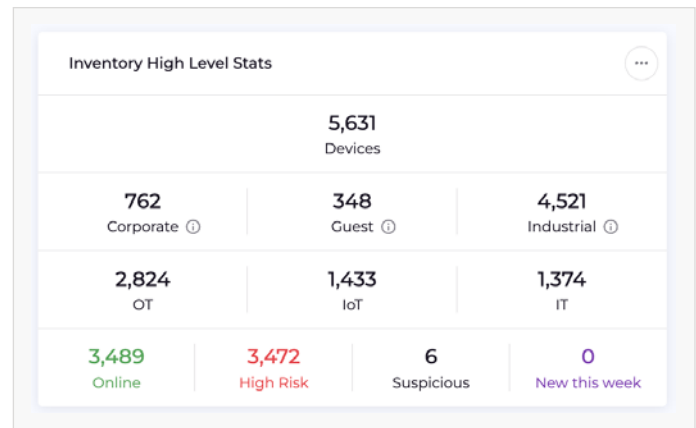 Inventory High Level Stats
5,631
Devices
762 348 4,521
Corporate Guest Industrial
2,824 1,433 1,374
OT IoT IT
3,489 3,472 6 0
Online High Risk Suspicious New this week